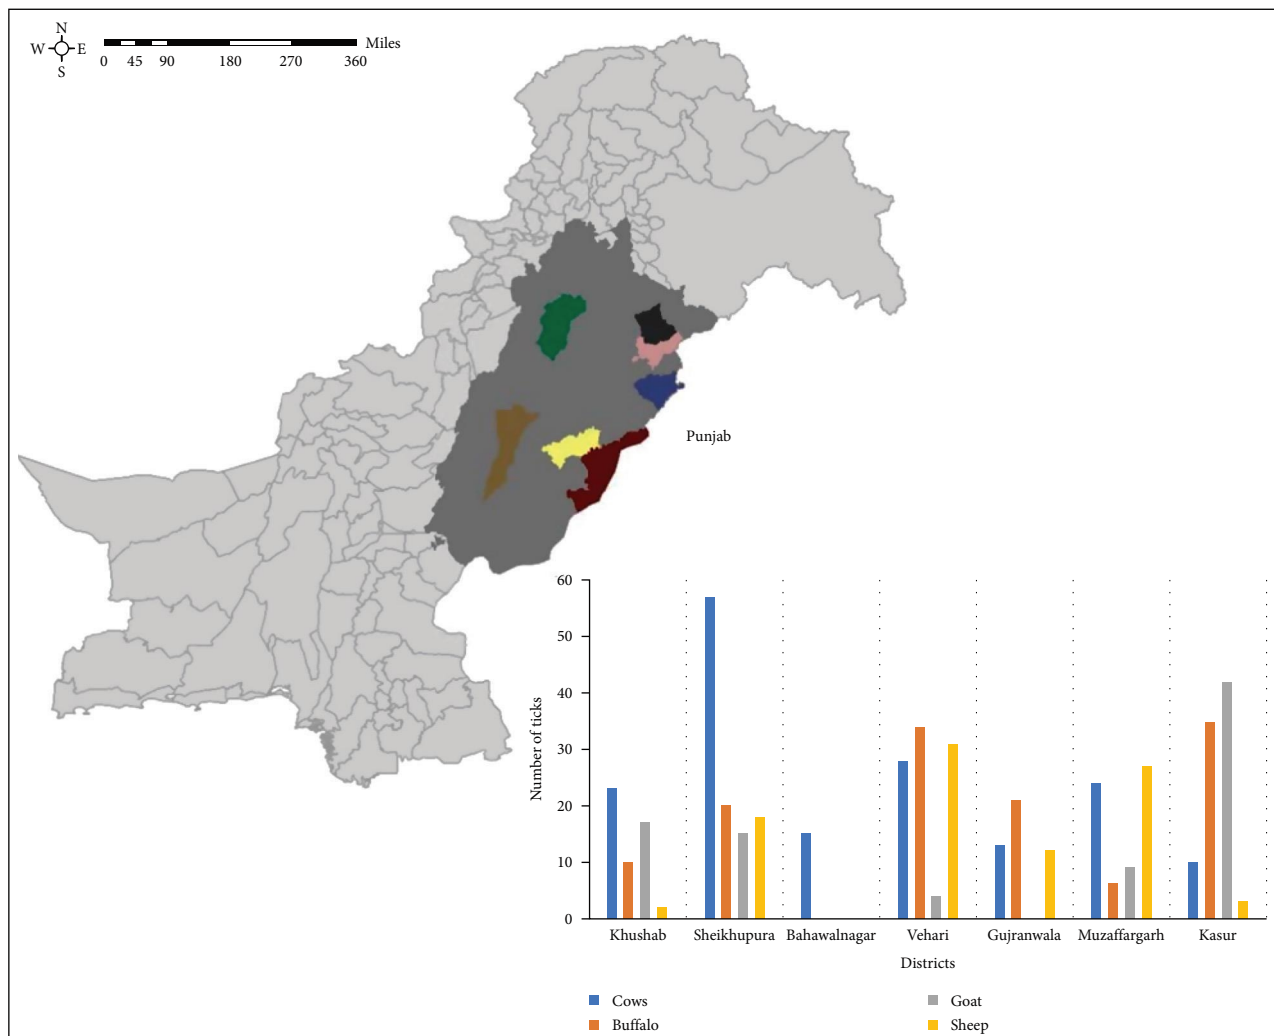 N
W E
S
Miles
0 45 90 180 270 360
Punjab
60
50
40
30
20
10
0
Number of ticks
Khushab Sheikhupura Bahawalnagar Vehari Gujranwala Muzaffargarh Kasur
Districts
Cows Goat
Buffalo Sheep